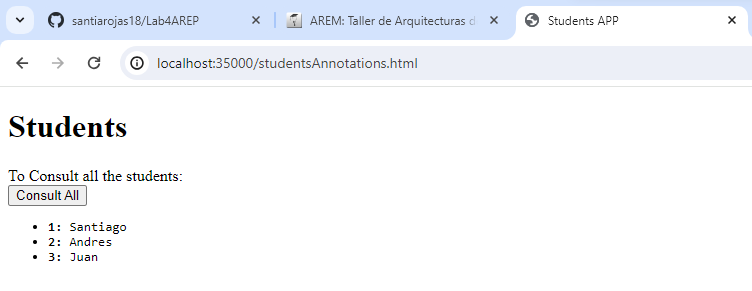 santiarojas18/Lab4AREP
AREM: Taller de Arquitecturas d
Students APP
localhost:35000/studentsAnnotations.html
Students
To Consult all the students:
Consult All
1: Santiago
2: Andres
3: Juan